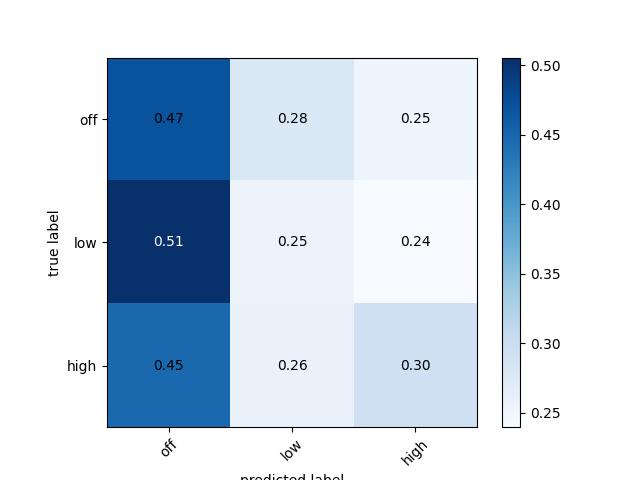 off 0.47 0.28 0.25
low 0.51 0.25 0.24
high 0.45 0.26 0.30
true label
off low high
predicted label
0.50
0.45
0.40
0.35
0.30
0.25